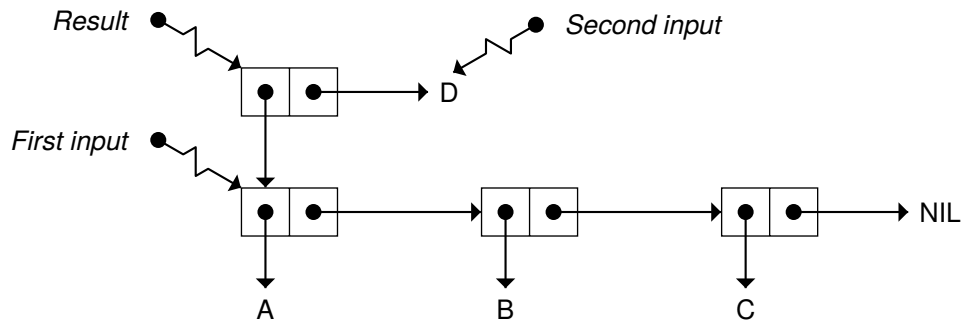 Result
Second input
D
First input
NIL
A
B
C